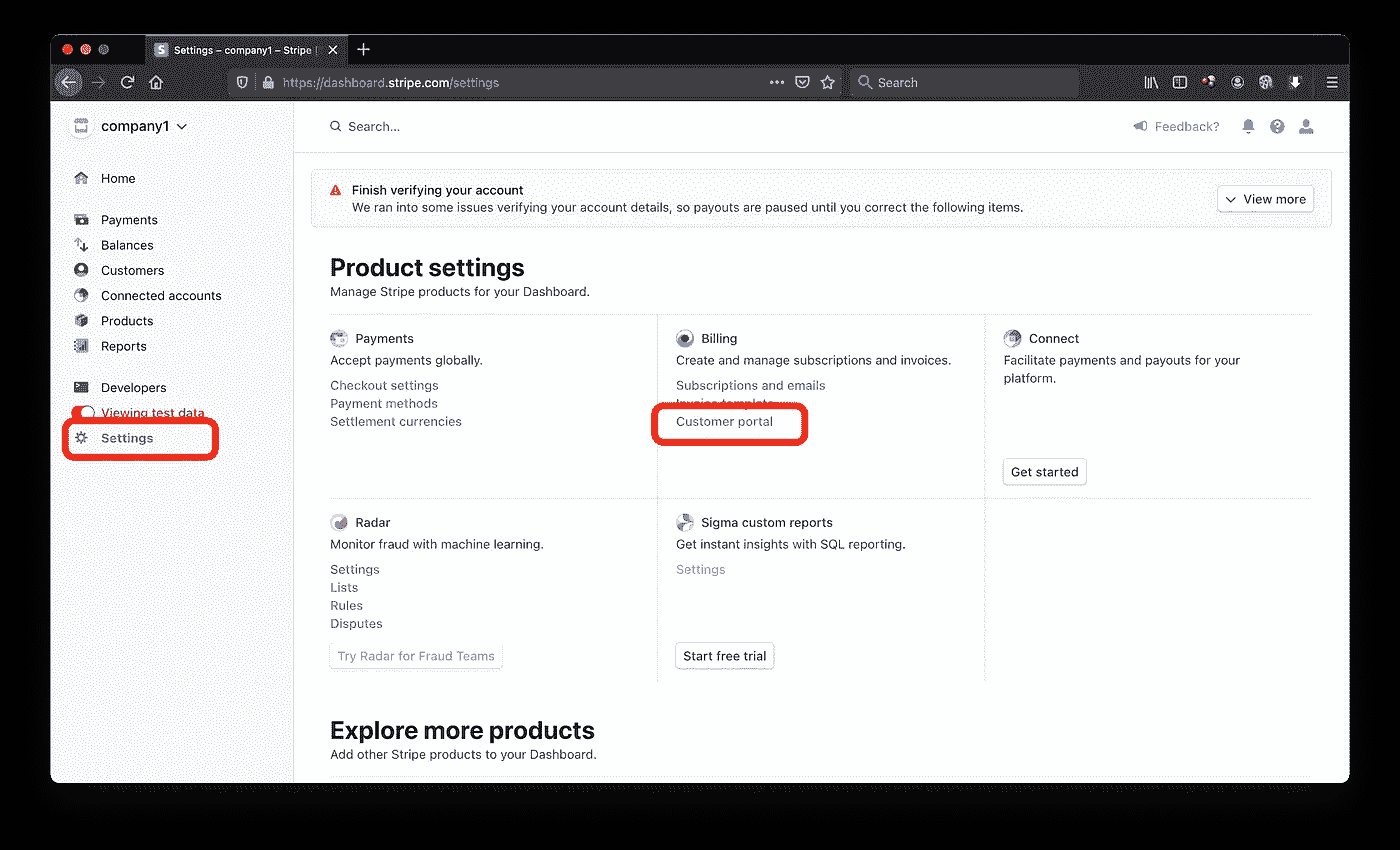 Settings – company1 – Stripe
https://dashboard.stripe.com/settings
Search
company1
Search...
Feedback?
Home
Payments
Balances
Customers
Connected accounts
Products
Reports
Developers
Viewing test data
Settings
Finish verifying your account
We ran into some issues verifying your account details, so payouts are paused until you correct the following items.
View more
Product settings
Manage Stripe products for your Dashboard.
Payments
Accept payments globally.
Checkout settings
Payment methods
Settlement currencies
Billing
Create and manage subscriptions and invoices.
Subscriptions and emails
Invoice template
Customer portal
Connect
Facilitate payments and payouts for your
platform.
Get started
Radar
Monitor fraud with machine learning.
Settings
Lists
Rules
Disputes
Try Radar for Fraud Teams
Sigma custom reports
Get instant insights with SQL reporting.
Settings
Start free trial
Explore more products
Add other Stripe products to your Dashboard.